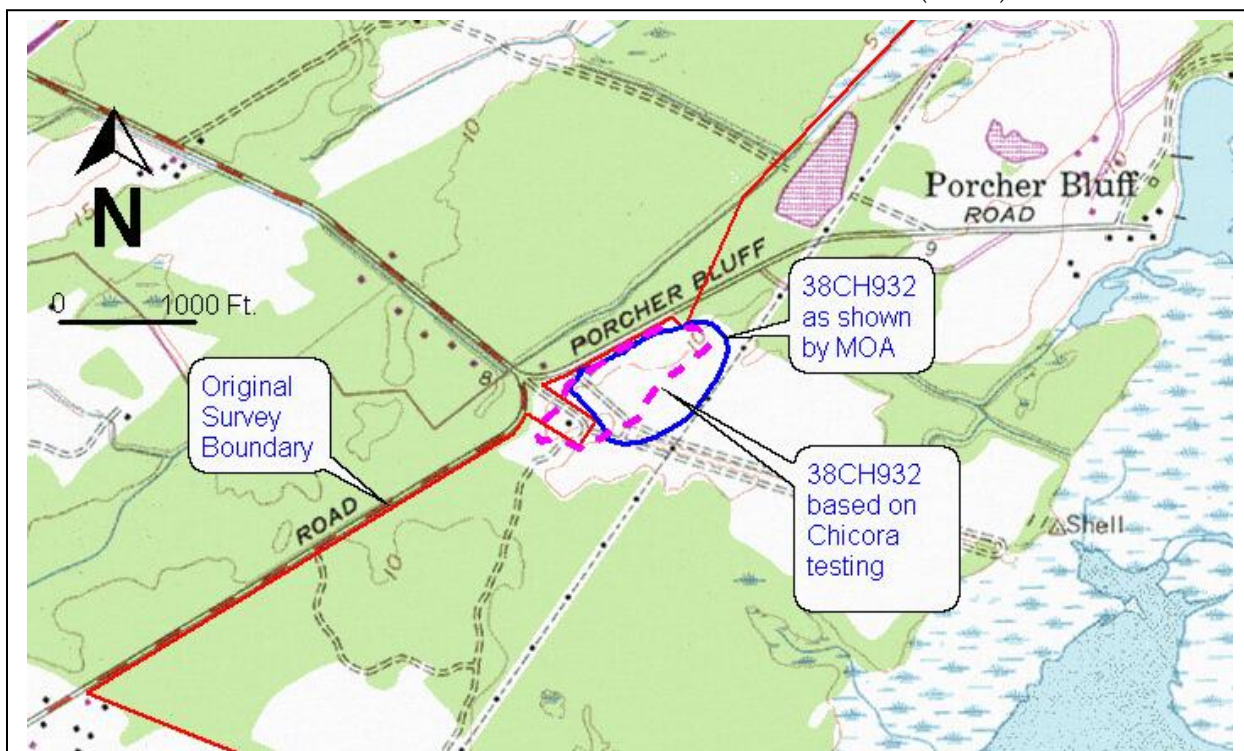 5
10
15
N
0 1000 Ft.
Porcher Bluff
ROAD
10
9
PORCHER BLUFF
38CH932
as shown
by MOA
10
8
Original
Survey
Boundary
38CH932
based on
Chicora
testing
ROAD
10
Shell